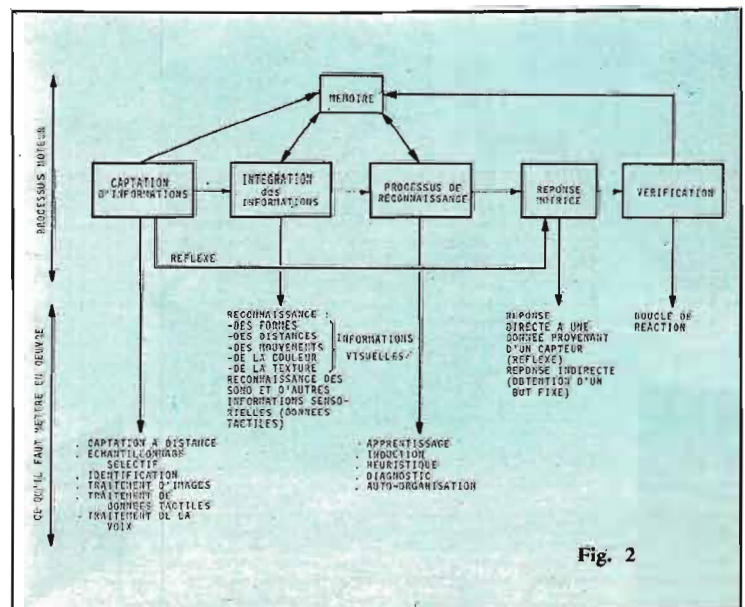 MEMOIRE
CAPTATION
D'INFORMATIONS
INTEGRATION
des
INFORMATIONS
PROCESSUS DE
RECONNAISSANCE
REPONSE
MOTRICE
VERIFICATION
REFLEXE
PROCESSUS MOTEUR
CE QU'IL FAUT METTRE EN OEUVRE
. CAPTATION A DISTANCE
. ECHANTILLONNAGE
SELECTIF
. IDENTIFICATION
. TRAITEMENT D'IMAGES
. TRAITEMENT DE
DONNEES TACTILES
. TRAITEMENT DE LA
VOIX
RECONNAISSANCE :
-DES FORMES
-DES DISTANCES
-DES MOUVEMENTS
-DE LA COULEUR
-DE LA TEXTURE
INFORMATIONS
VISUELLES
RECONNAISSANCE DES
SONS ET D'AUTRES
INFORMATIONS SENSO-
RIELLES (DONNEES
TACTILES)
. APPRENTISSAGE
. INDUCTION
. HEURISTIQUE
. DIAGNOSTIC
. AUTO-ORGANISATION
REPONSE
DIRECTE A UNE
DONNEE PROVENANT
D'UN CAPTEUR
(REFLEXE)
REPONSE INDIRECTE
(OBTENTION D'UN
BUT FIXE)
BOUCLE DE
REACTION
Fig. 2